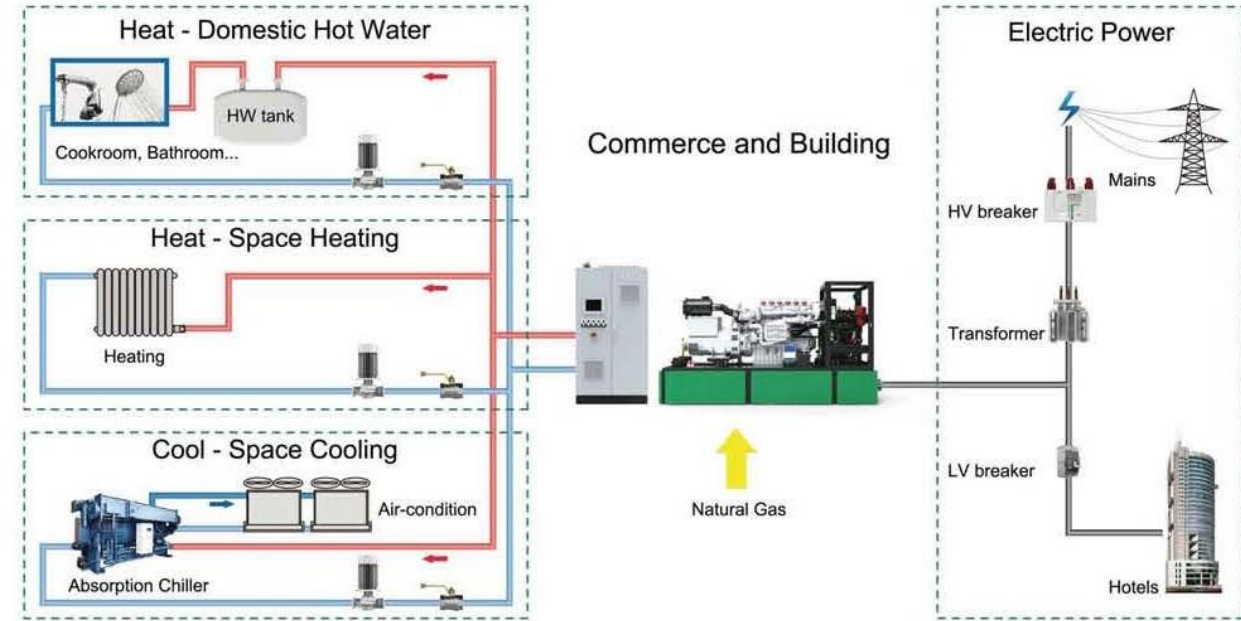 Heat - Domestic Hot Water
HW tank
Cookroom, Bathroom...
Heat - Space Heating
Heating
Cool - Space Cooling
Air-condition
Absorption Chiller
Commerce and Building
Natural Gas
Electric Power
Mains
HV breaker
Transformer
LV breaker
Hotels